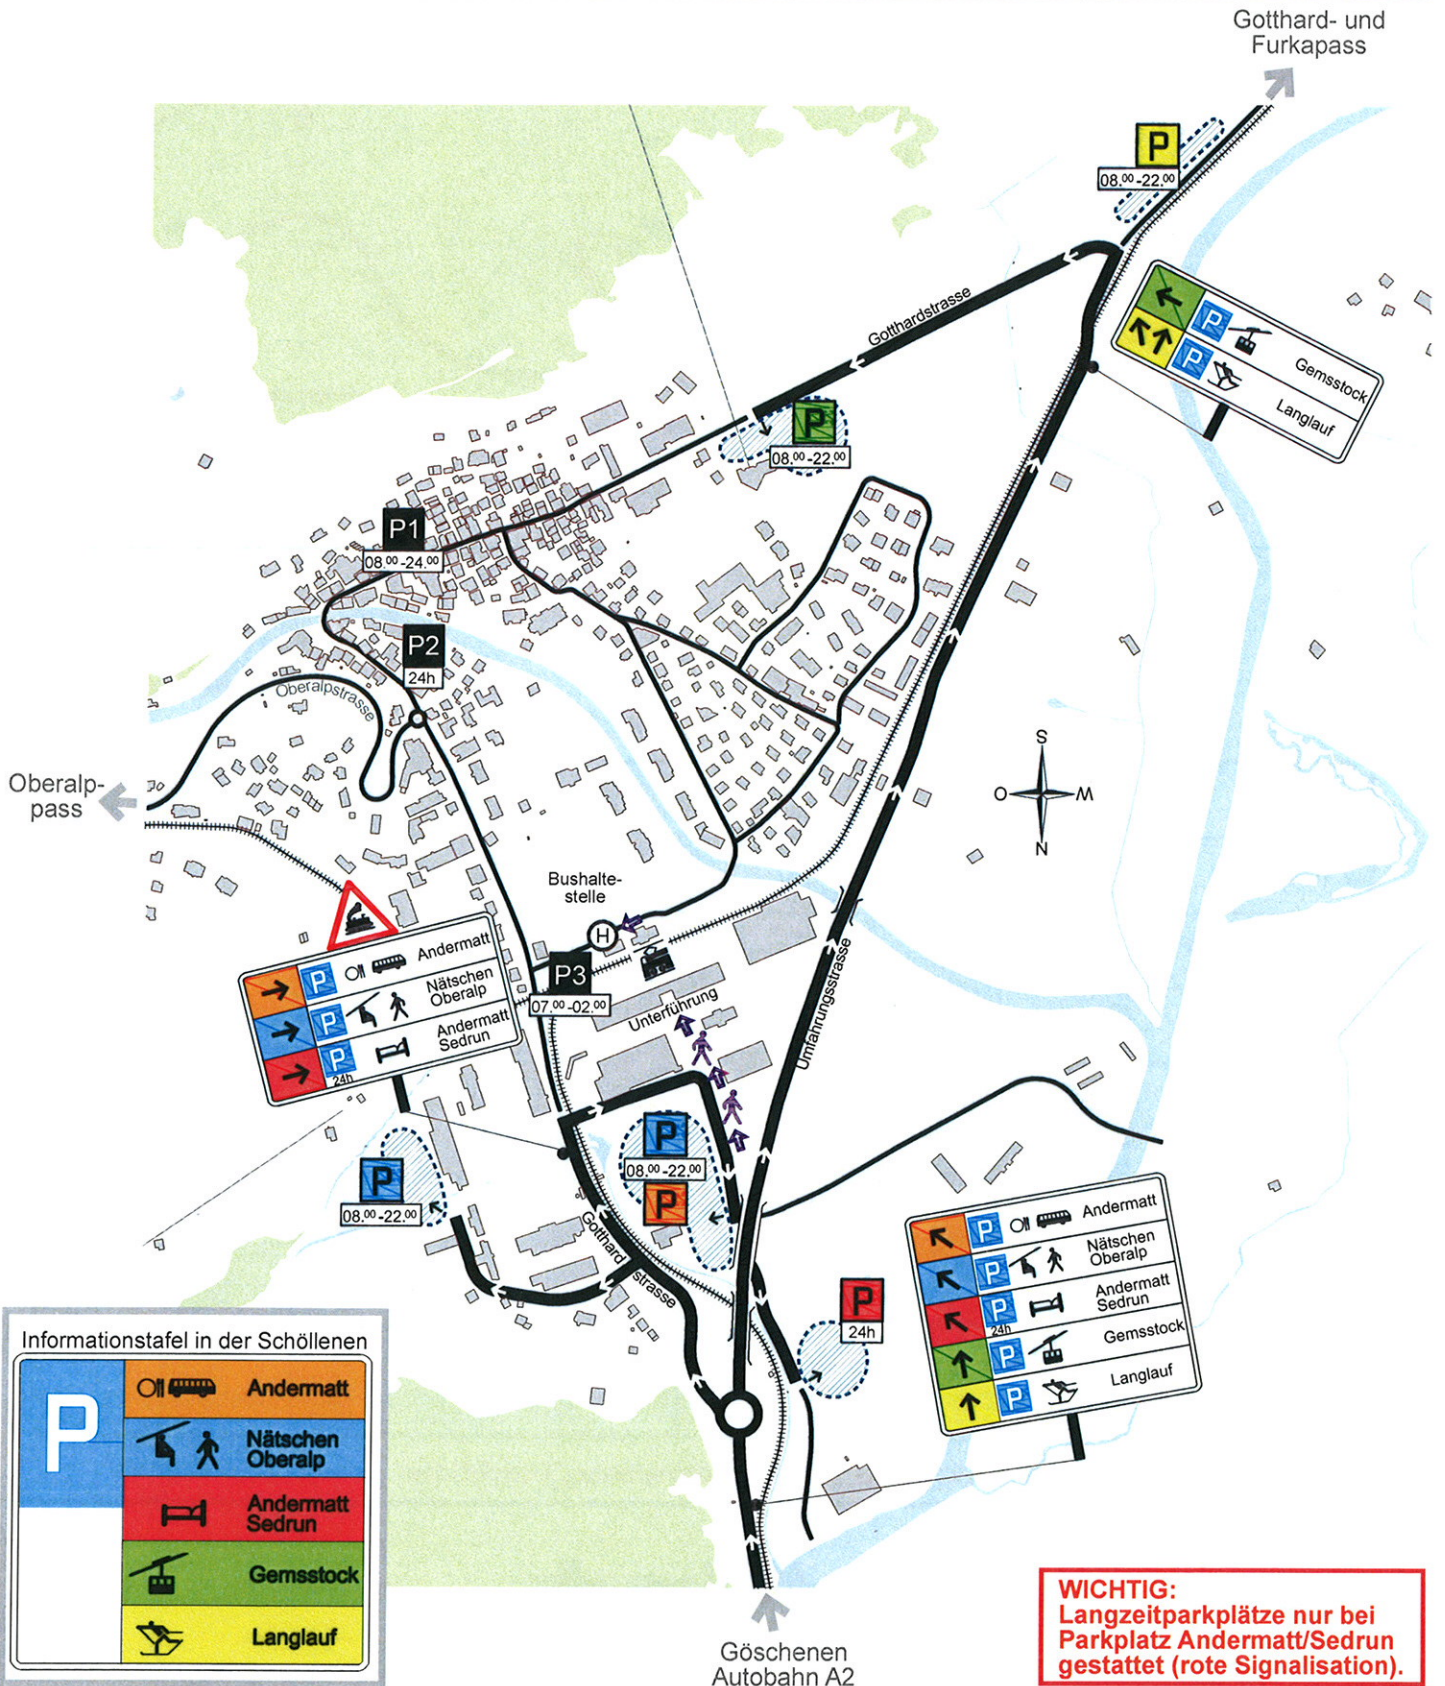 Gotthard- und
Furkapass
P
08.00-22.00
Gotthardstrasse
P
Gemsstock
P
Langlauf
P
08.00-22.00
P1
08.00-24.00
P2
24h
Oberalpstrasse
Oberalp-
pass
S
O W
N
Bushalte-
stelle
H
P3
07.00-02.00
Unterführung
Umfahrungsstrasse
P Andermatt
P Nätschen
Oberalp
P Andermatt
24h Sedrun
P
08.00-22.00
P
08.00-22.00
P
Gotthard
strasse
P
24h
P Andermatt
P Nätschen
Oberalp
P Andermatt
24h Sedrun
P Gemsstock
P Langlauf
Informationstafel in der Schöllenen
P
Andermatt
Nätschen
Oberalp
Andermatt
Sedrun
Gemsstock
Langlauf
Göschenen
Autobahn A2
WICHTIG:
Langzeitparkplätze nur bei
Parkplatz Andermatt/Sedrun
gestattet (rote Signalisation).